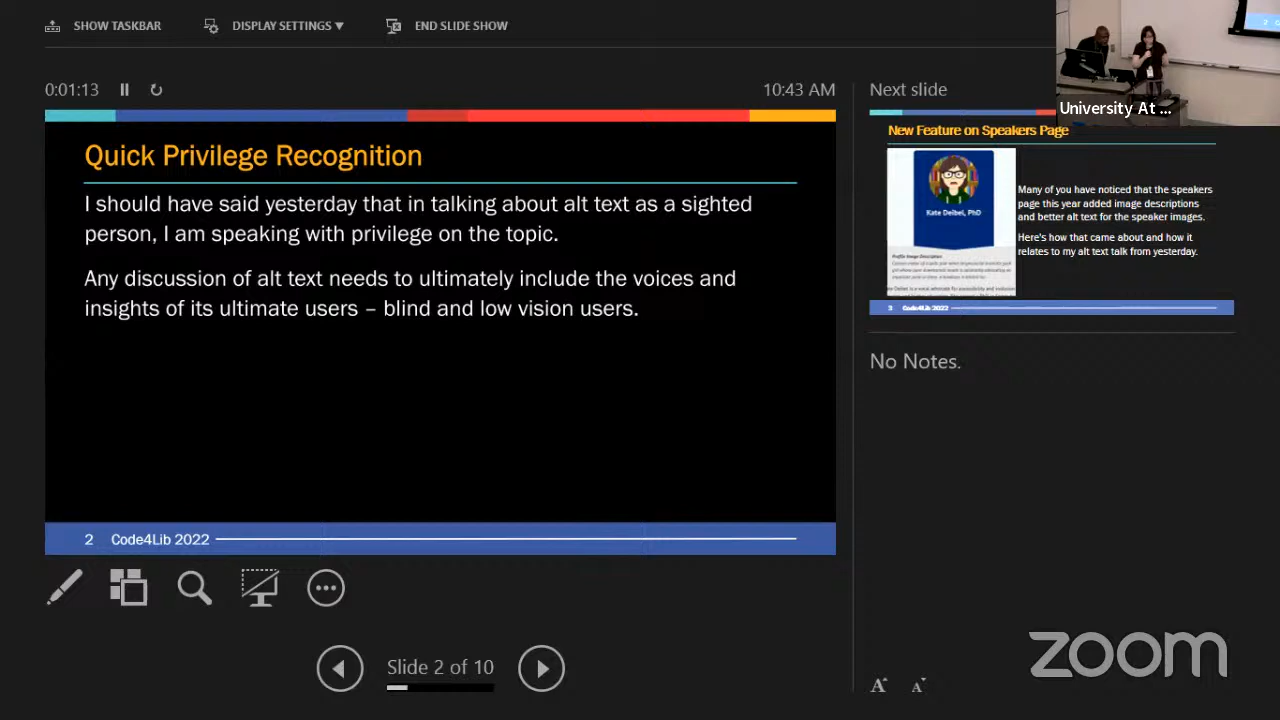 SHOW TASKBAR
DISPLAY SETTINGS
END SLIDE SHOW
0:01:13
10:43 AM
Quick Privilege Recognition
I should have said yesterday that in talking about alt text as a sighted
person, I am speaking with privilege on the topic.
Any discussion of alt text needs to ultimately include the voices and
insights of its ultimate users – blind and low vision users.
2 Code4Lib 2022
Slide 2 of 10
Next slide
New Feature on Speakers Page
Kate Deibel, PhD
Profile Image Description
Many of you have noticed that the speakers
page this year added image descriptions
and better alt text for the speaker images.
Here's how that came about and how it
relates to my alt text talk from yesterday.
3 Code4Lib 2022
No Notes.
A A
University At ...
zoom